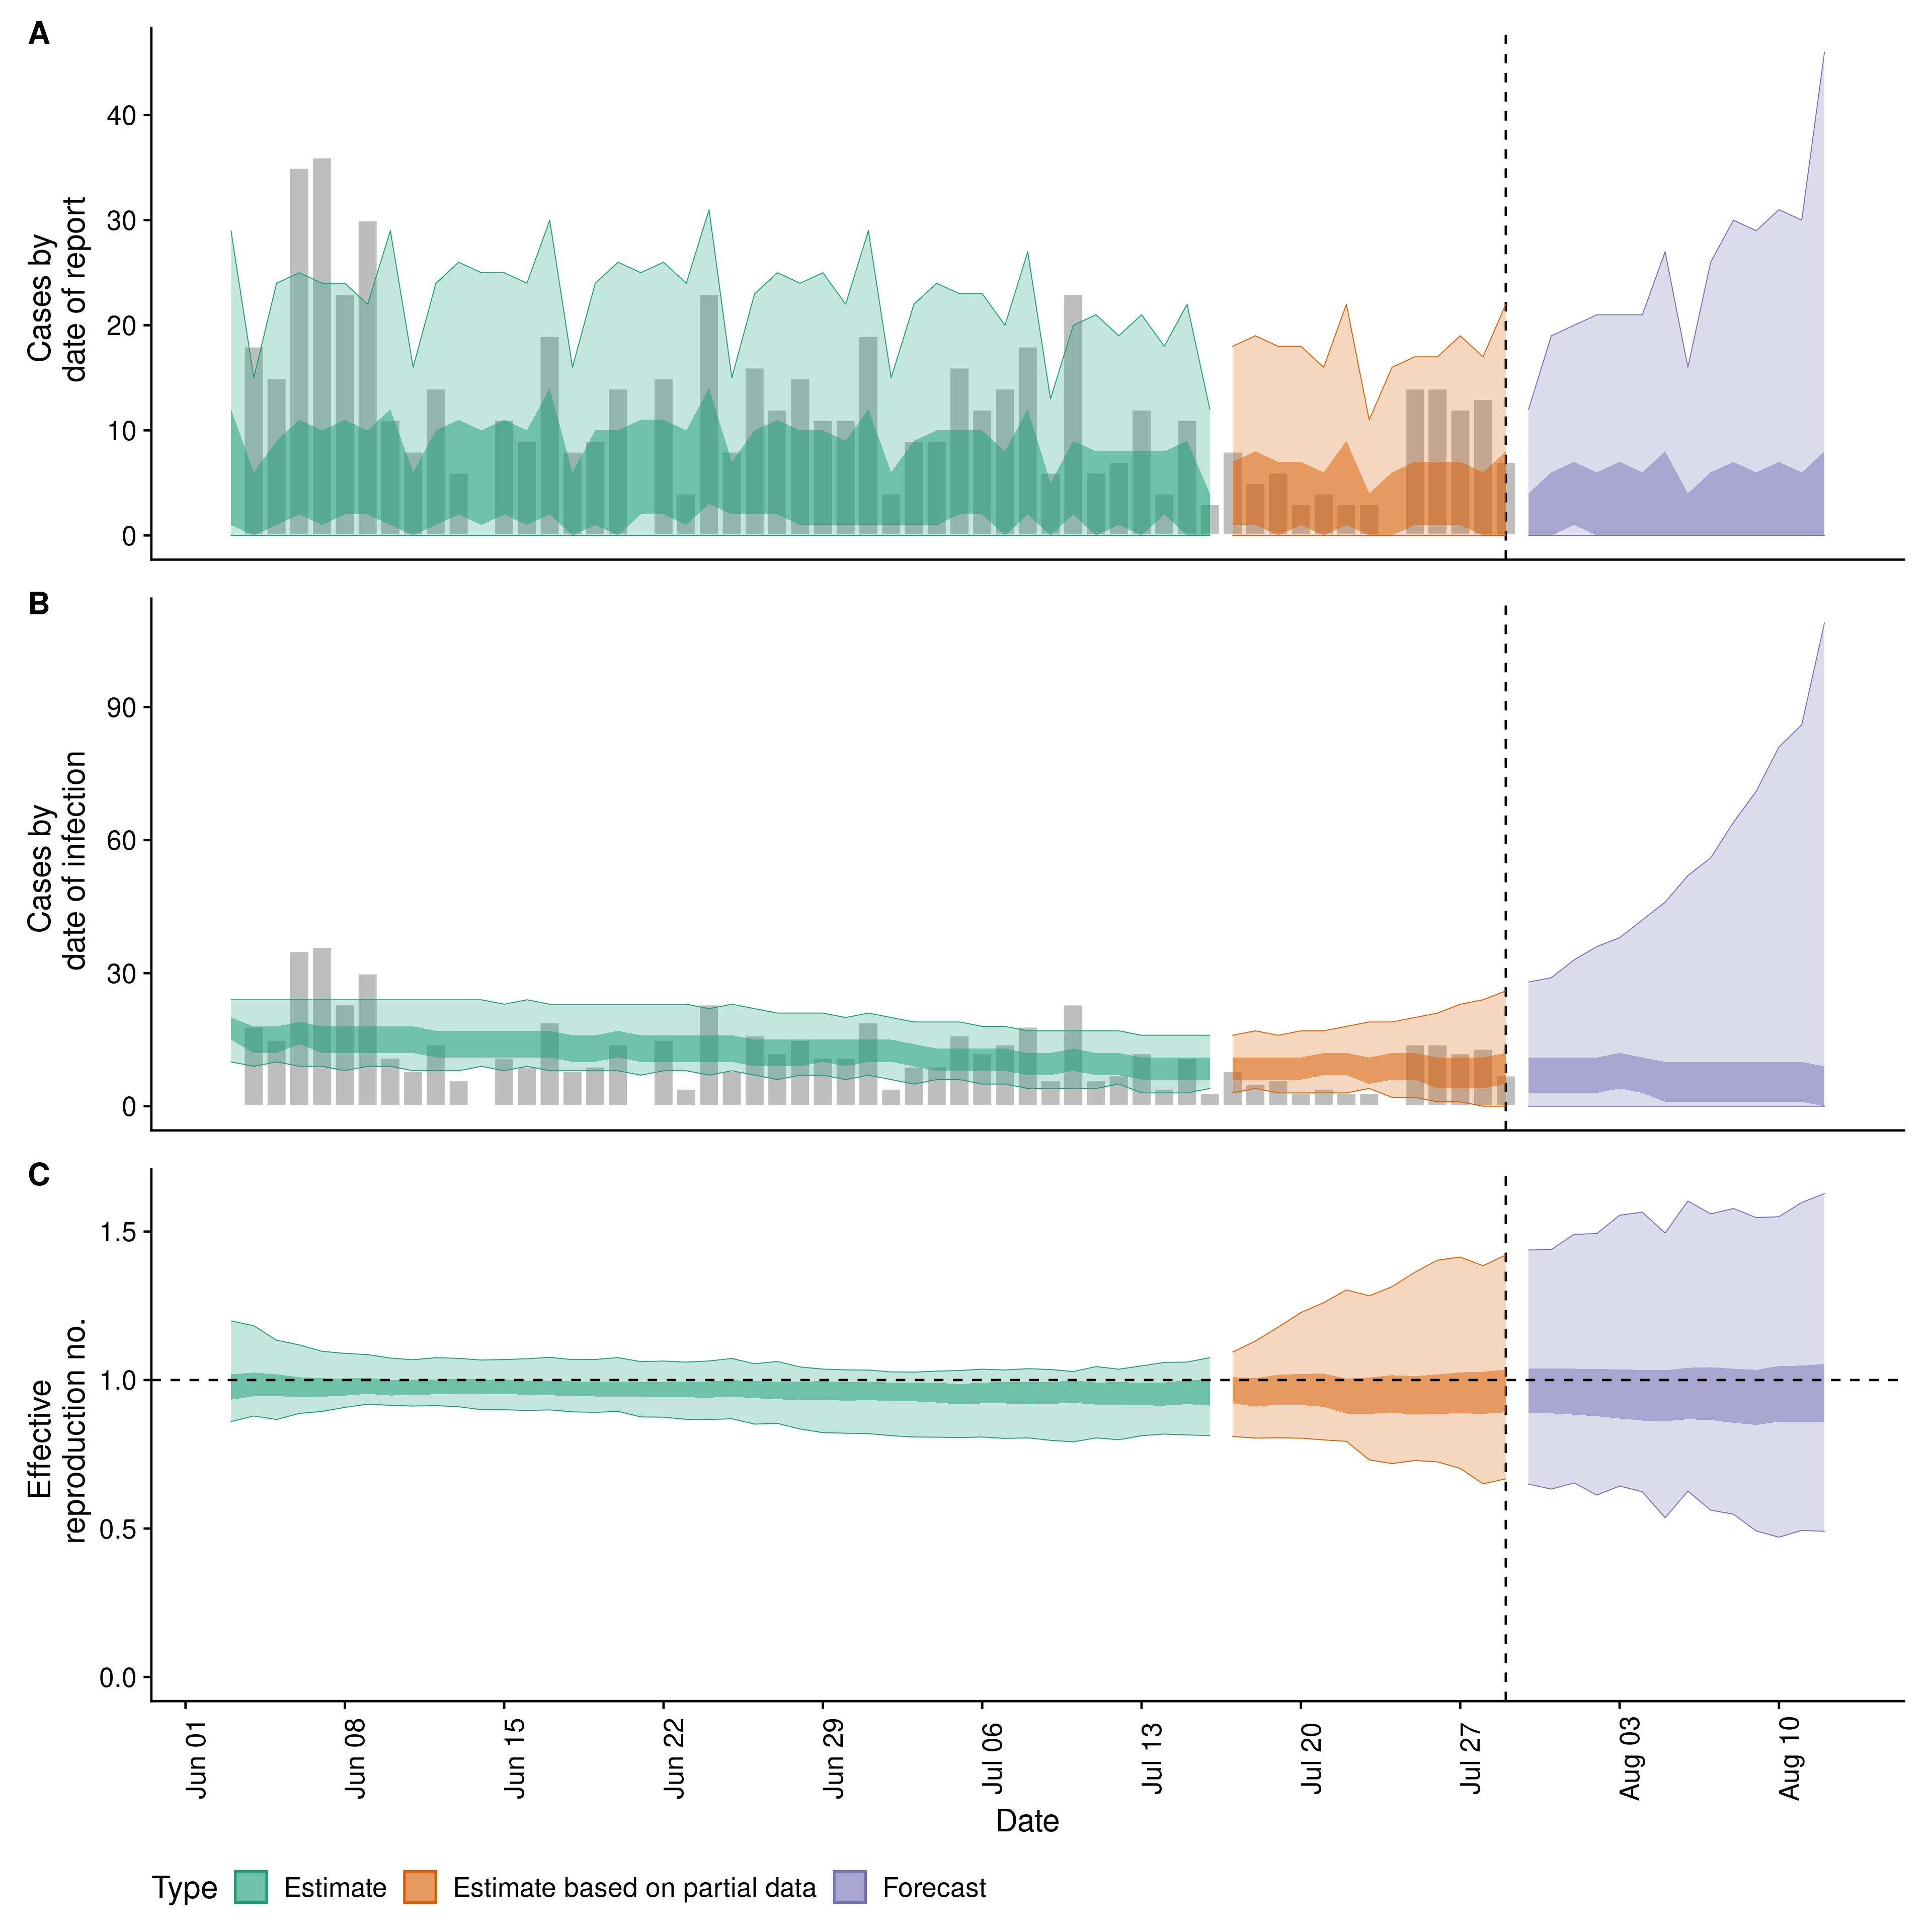 A
Cases by
date of report
40
30
20
10
0
B
Cases by
date of infection
90
60
30
0
C
Effective
reproduction no.
1.5
1.0
0.5
0.0
Jun 01
Jun 08
Jun 15
Jun 22
Jun 29
Jul 06
Jul 13
Jul 20
Jul 27
Aug 03
Aug 10
Date
Type
Estimate
Estimate based on partial data
Forecast